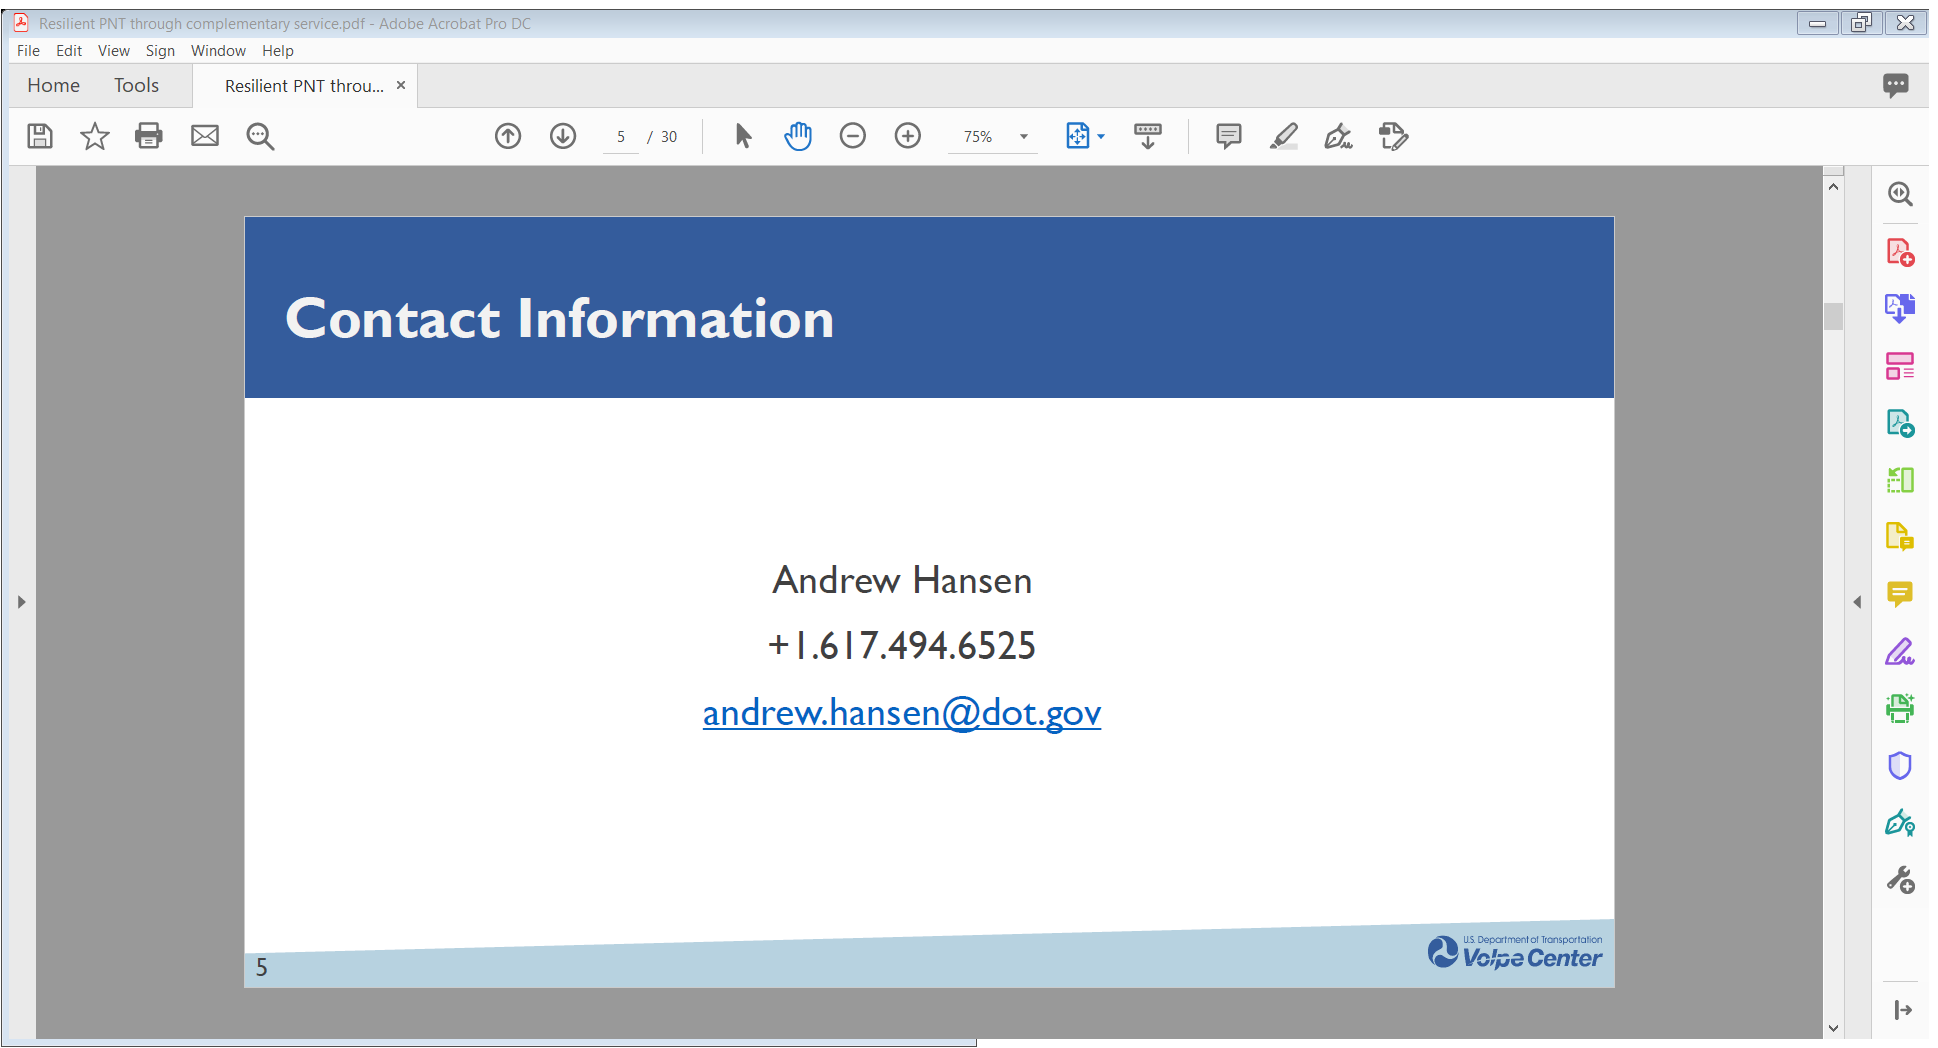 Resilient PNT through complementary service.pdf - Adobe Acrobat Pro DC
File Edit View Sign Window Help
Home Tools Resilient PNT throu... ×
5 / 30 75%
Contact Information
Andrew Hansen
+1.617.494.6525
andrew.hansen@dot.gov
5
U.S. Department of Transportation
Volpe Center